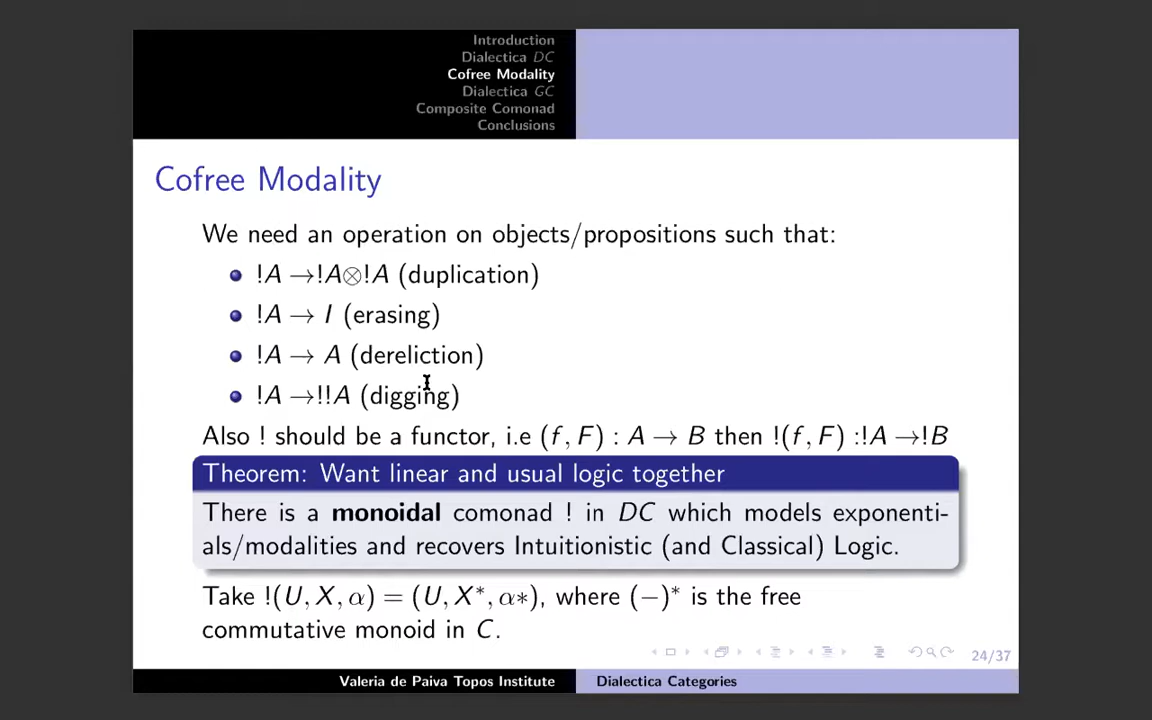 Introduction
Dialectica DC
Cofree Modality
Dialectica GC
Composite Comonad
Conclusions
Cofree Modality
We need an operation on objects/propositions such that:
!A →!A⊗!A (duplication)
!A → I (erasing)
!A → A (dereliction)
!A →!!A (digging)
Also ! should be a functor, i.e (f, F) : A → B then !(f, F) :!A →!B
Theorem: Want linear and usual logic together
There is a monoidal comonad ! in DC which models exponenti-
als/modalities and recovers Intuitionistic (and Classical) Logic.
Take !(U, X, α) = (U, X*, α*), where (−)* is the free
commutative monoid in C.
24/37
Valeria de Paiva Topos Institute
Dialectica Categories